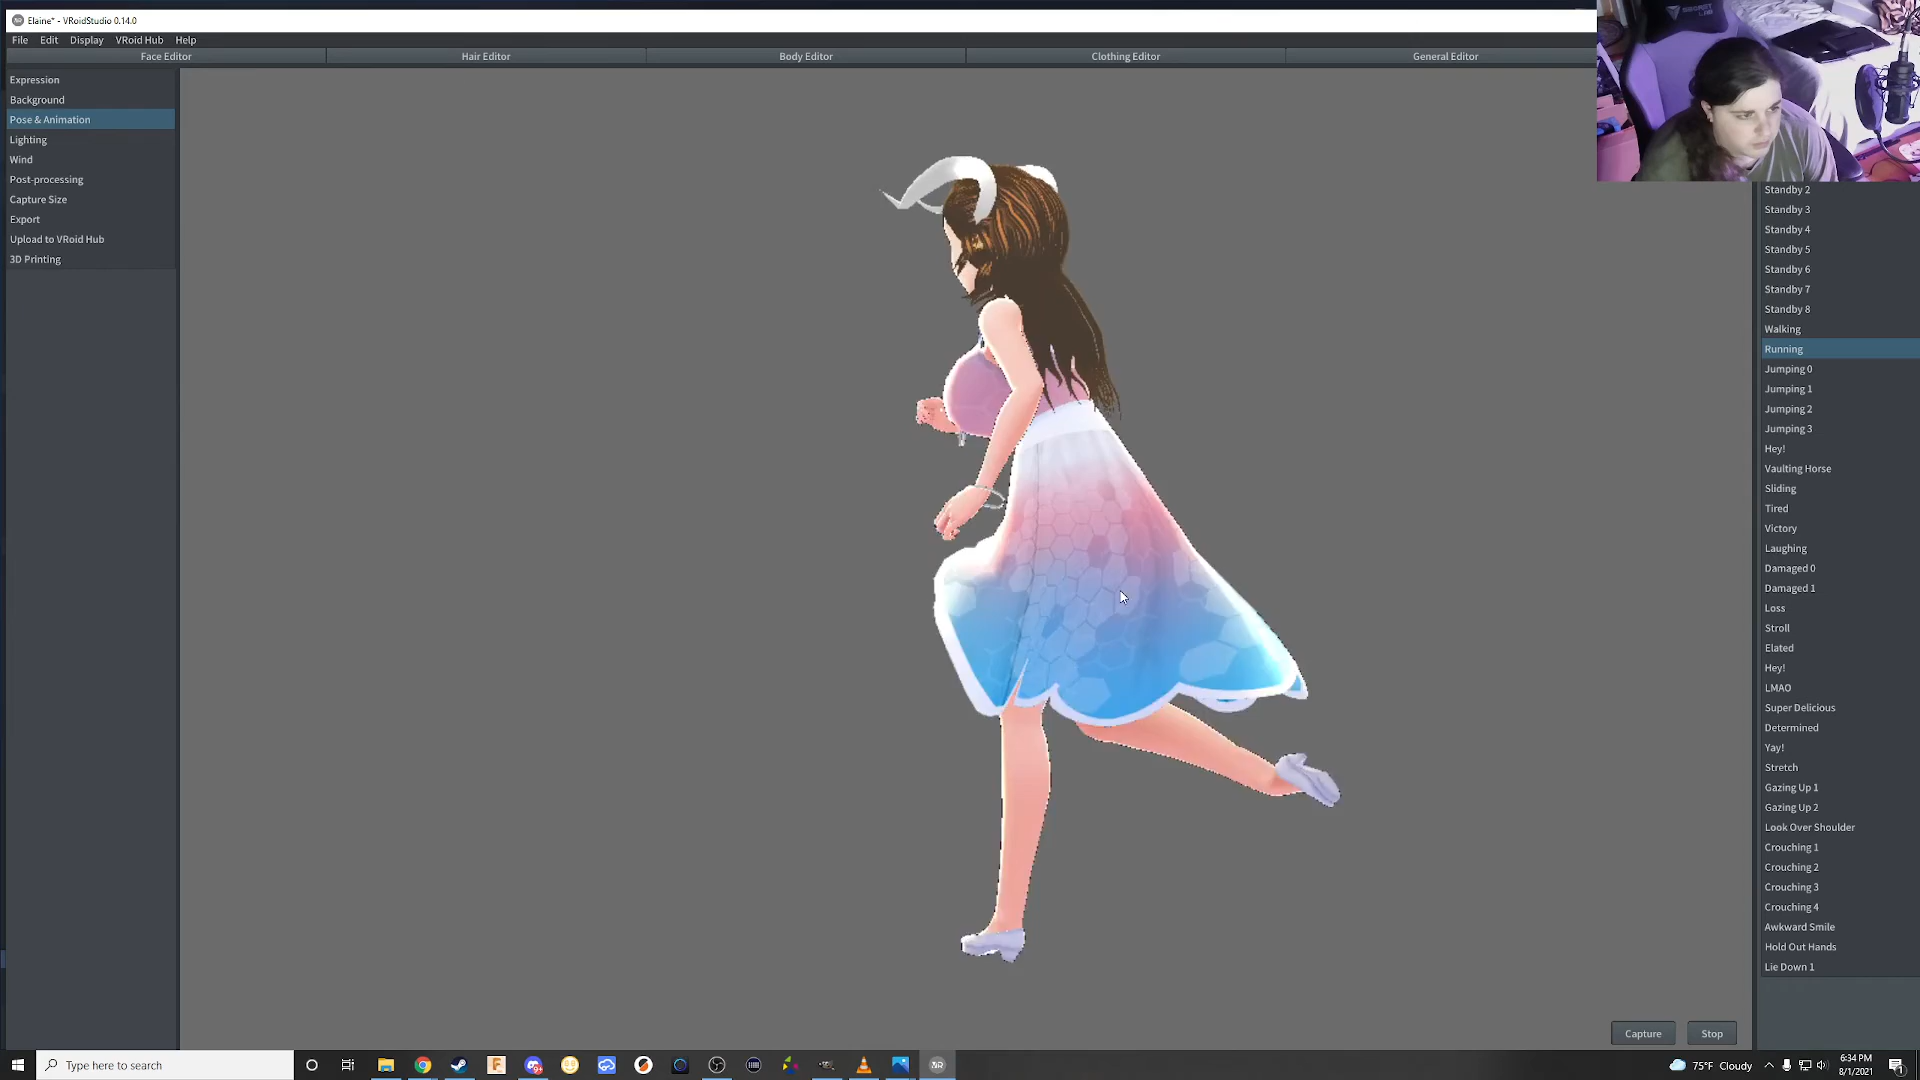 Elaine* - VRoidStudio 0.14.0
File Edit Display VRoid Hub Help
Face Editor Hair Editor Body Editor Clothing Editor General Editor
Expression
Background
Pose & Animation
Lighting
Wind
Post-processing
Capture Size
Export
Upload to VRoid Hub
3D Printing
Standby 2
Standby 3
Standby 4
Standby 5
Standby 6
Standby 7
Standby 8
Walking
Running
Jumping 0
Jumping 1
Jumping 2
Jumping 3
Hey!
Vaulting Horse
Sliding
Tired
Victory
Laughing
Damaged 0
Damaged 1
Loss
Stroll
Elated
Hey!
LMAO
Super Delicious
Determined
Yay!
Stretch
Gazing Up 1
Gazing Up 2
Look Over Shoulder
Crouching 1
Crouching 2
Crouching 3
Crouching 4
Awkward Smile
Hold Out Hands
Lie Down 1
Capture Stop
Type here to search
75°F Cloudy
6:34 PM
8/1/2021